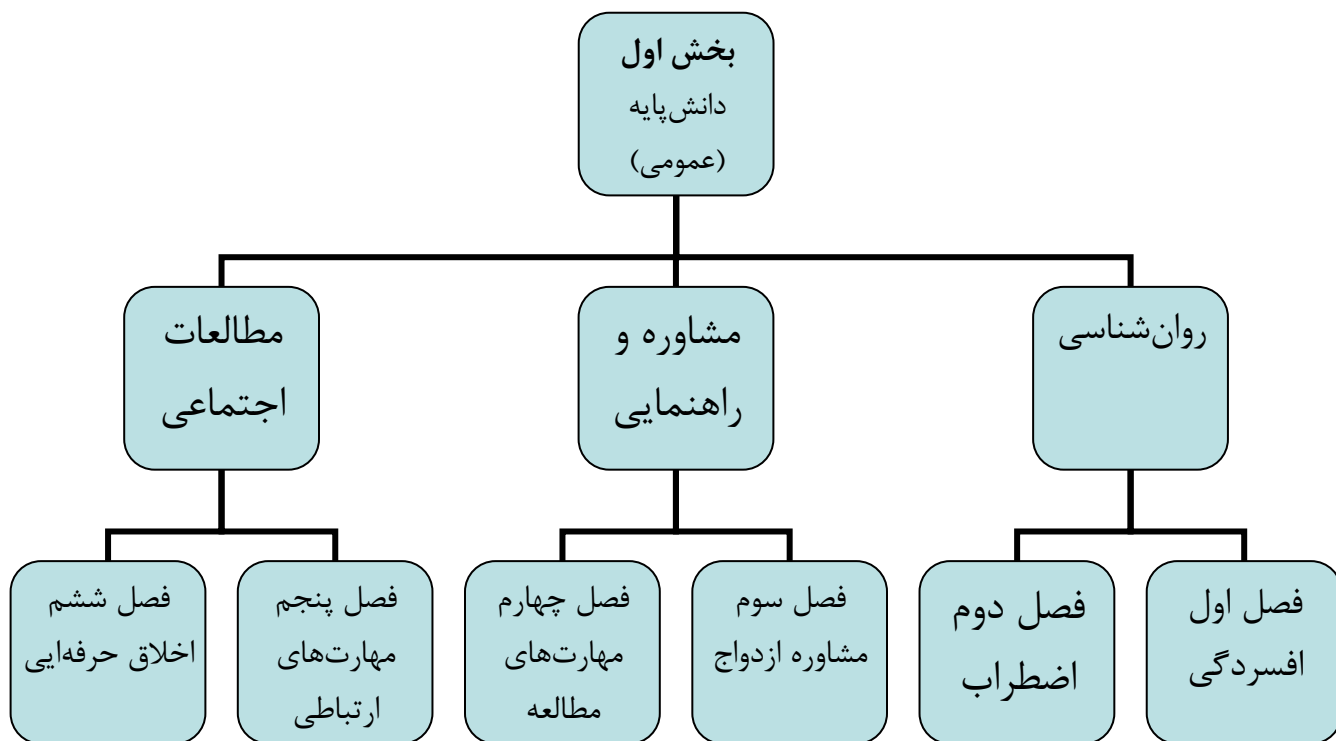 بخش اول
دانش‌پایه
(عمومی)
روان‌شناسی
مشاوره و
راهنمایی
مطالعات
اجتماعی
فصل اول
افسردگی
فصل دوم
اضطراب
فصل سوم
مشاوره ازدواج
فصل چهارم
مهارت‌های
مطالعه
فصل پنجم
مهارت‌های
ارتباطی
فصل ششم
اخلاق حرفه‌ایی